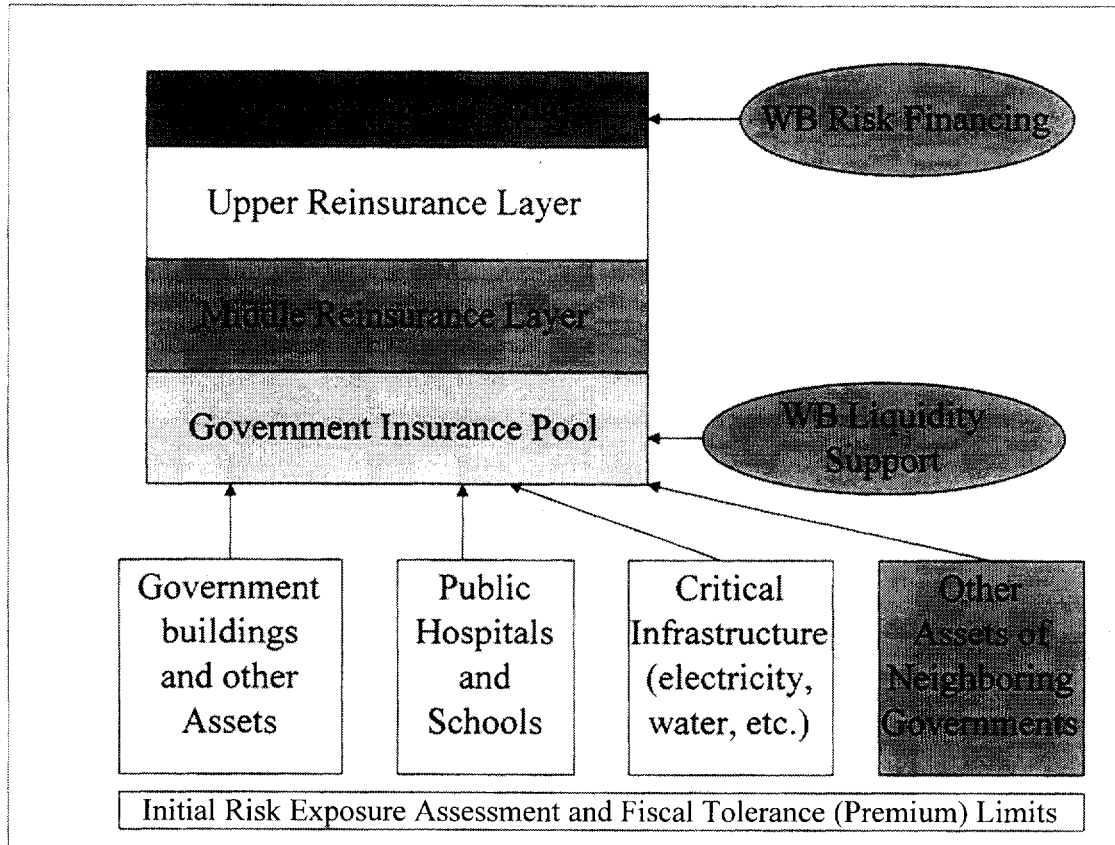 WB Risk Financing
Upper Reinsurance Layer
Middle Reinsurance Layer
Government Insurance Pool
WB Liquidity
Support
Government
buildings
and other
Assets
Public
Hospitals
and
Schools
Critical
Infrastructure
(electricity,
water, etc.)
Other
Assets of
Neighboring
Governments
Initial Risk Exposure Assessment and Fiscal Tolerance (Premium) Limits